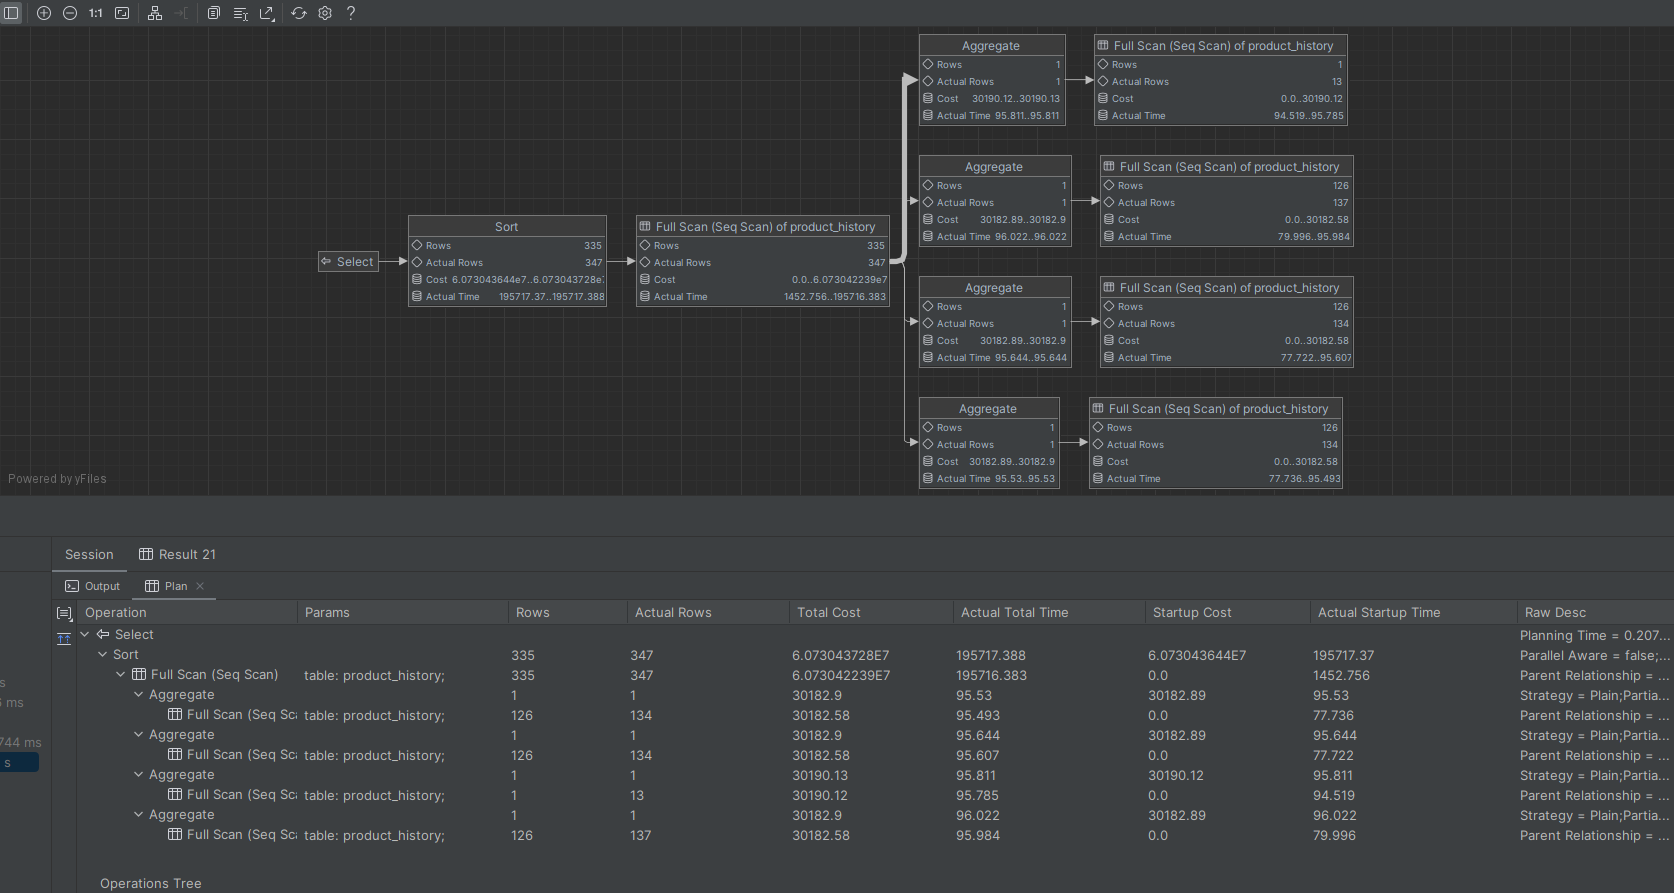 1:1
?
Aggregate
Rows 1
Actual Rows 1
Cost 30190.12..30190.13
Actual Time 95.811..95.811
Full Scan (Seq Scan) of product_history
Rows 1
Actual Rows 13
Cost 0.0..30190.12
Actual Time 94.519..95.785
Aggregate
Rows 1
Actual Rows 1
Cost 30182.89..30182.9
Actual Time 96.022..96.022
Full Scan (Seq Scan) of product_history
Rows 126
Actual Rows 137
Cost 0.0..30182.58
Actual Time 79.996..95.984
Select
Sort
Rows 335
Actual Rows 347
Cost 6.073043644e7..6.073043728e
Actual Time 195717.37..195717.388
Full Scan (Seq Scan) of product_history
Rows 335
Actual Rows 347
Cost 0.0..6.073042239e7
Actual Time 1452.756..195716.383
Aggregate
Rows 1
Actual Rows 1
Cost 30182.89..30182.9
Actual Time 95.644..95.644
Full Scan (Seq Scan) of product_history
Rows 126
Actual Rows 134
Cost 0.0..30182.58
Actual Time 77.722..95.607
Aggregate
Rows 1
Actual Rows 1
Cost 30182.89..30182.9
Actual Time 95.53..95.53
Full Scan (Seq Scan) of product_history
Rows 126
Actual Rows 134
Cost 0.0..30182.58
Actual Time 77.736..95.493
Powered by yFiles
Session Result 21
Output Plan
Operation Params Rows Actual Rows Total Cost Actual Total Time Startup Cost Actual Startup Time Raw Desc
Select Planning Time = 0.207...
Sort 335 347 6.073043728E7 195717.388 6.073043644E7 195717.37 Parallel Aware = false;...
Full Scan (Seq Scan) table: product_history; 335 347 6.073042239E7 195716.383 0.0 1452.756 Parent Relationship = ...
Aggregate 1 1 30182.9 95.53 30182.89 95.53 Strategy = Plain;Partia...
Full Scan (Seq Sca table: product_history; 126 134 30182.58 95.493 0.0 77.736 Parent Relationship = ...
Aggregate 1 1 30182.9 95.644 30182.89 95.644 Strategy = Plain;Partia...
Full Scan (Seq Sca table: product_history; 126 134 30182.58 95.607 0.0 77.722 Parent Relationship = ...
Aggregate 1 1 30190.13 95.811 30190.12 95.811 Strategy = Plain;Partia...
Full Scan (Seq Sca table: product_history; 1 13 30190.12 95.785 0.0 94.519 Parent Relationship = ...
Aggregate 1 1 30182.9 96.022 30182.89 96.022 Strategy = Plain;Partia...
Full Scan (Seq Sca table: product_history; 126 137 30182.58 95.984 0.0 79.996 Parent Relationship = ...
s
ms
744 ms
s
Operations Tree